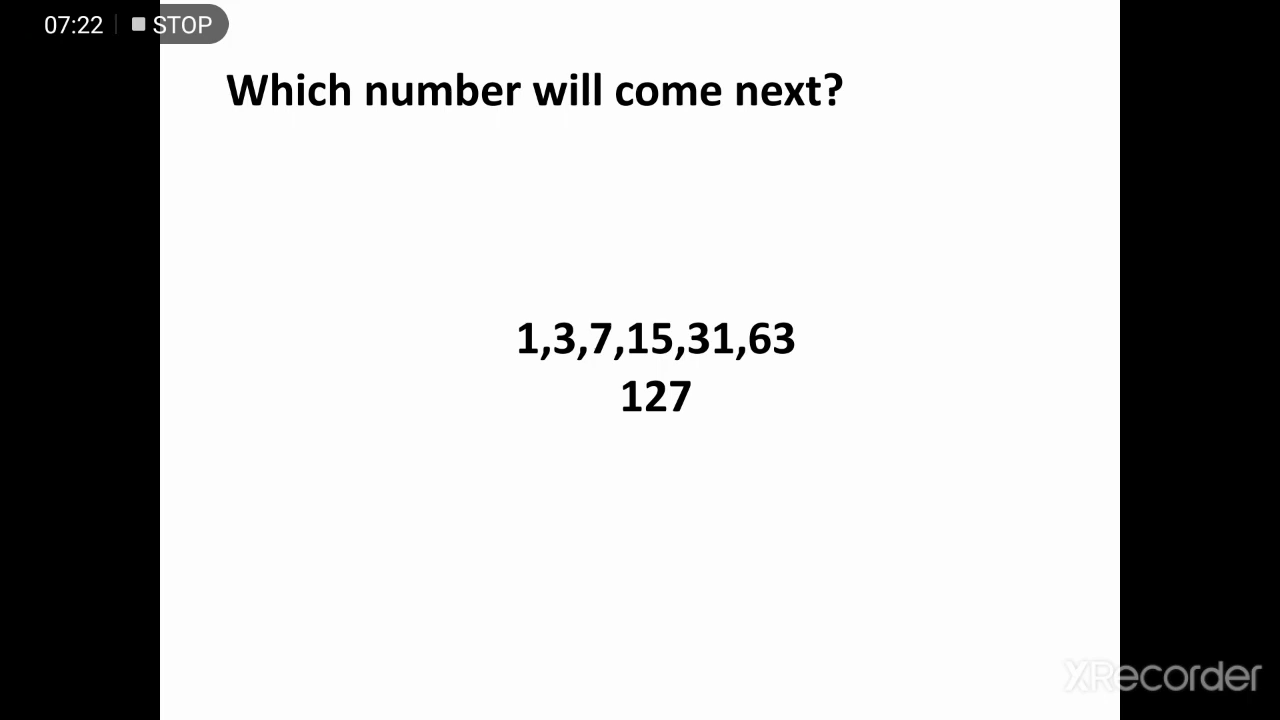 07:22 STOP
Which number will come next?
1,3,7,15,31,63
127
XRecorder